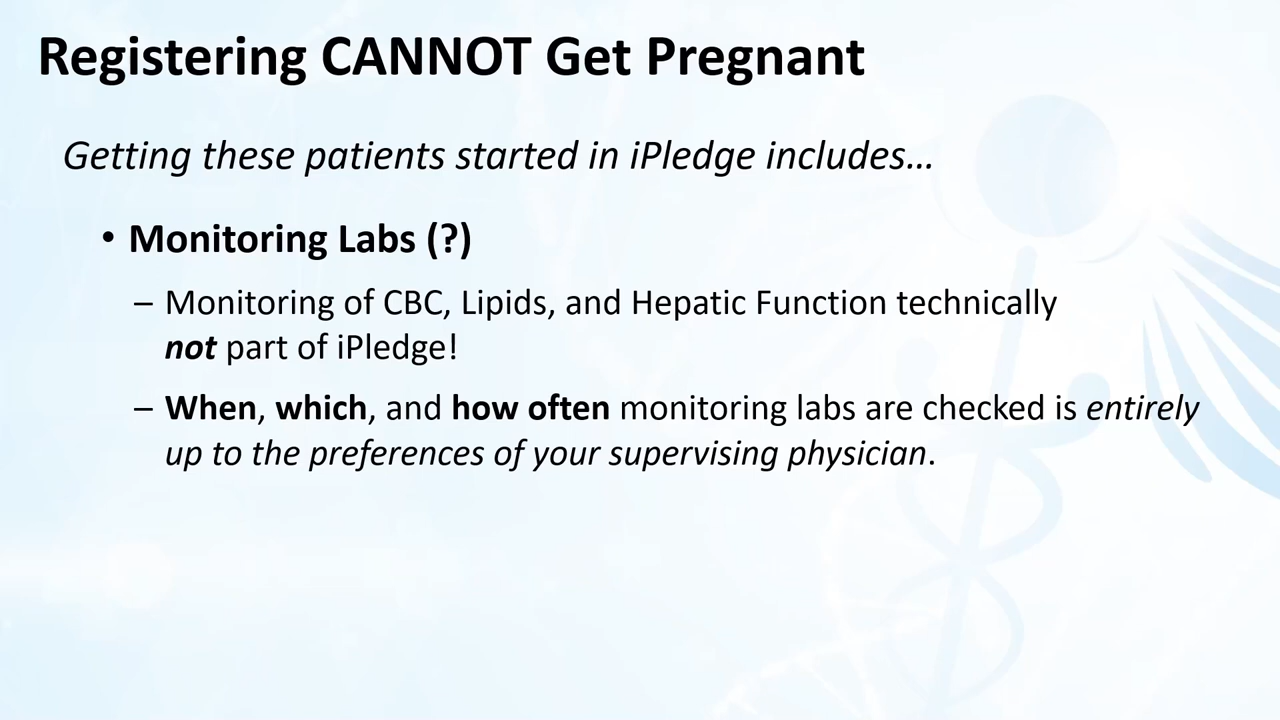 Registering CANNOT Get Pregnant
Getting these patients started in iPledge includes…
• Monitoring Labs (?)
– Monitoring of CBC, Lipids, and Hepatic Function technically
not part of iPledge!
– When, which, and how often monitoring labs are checked is entirely
up to the preferences of your supervising physician.